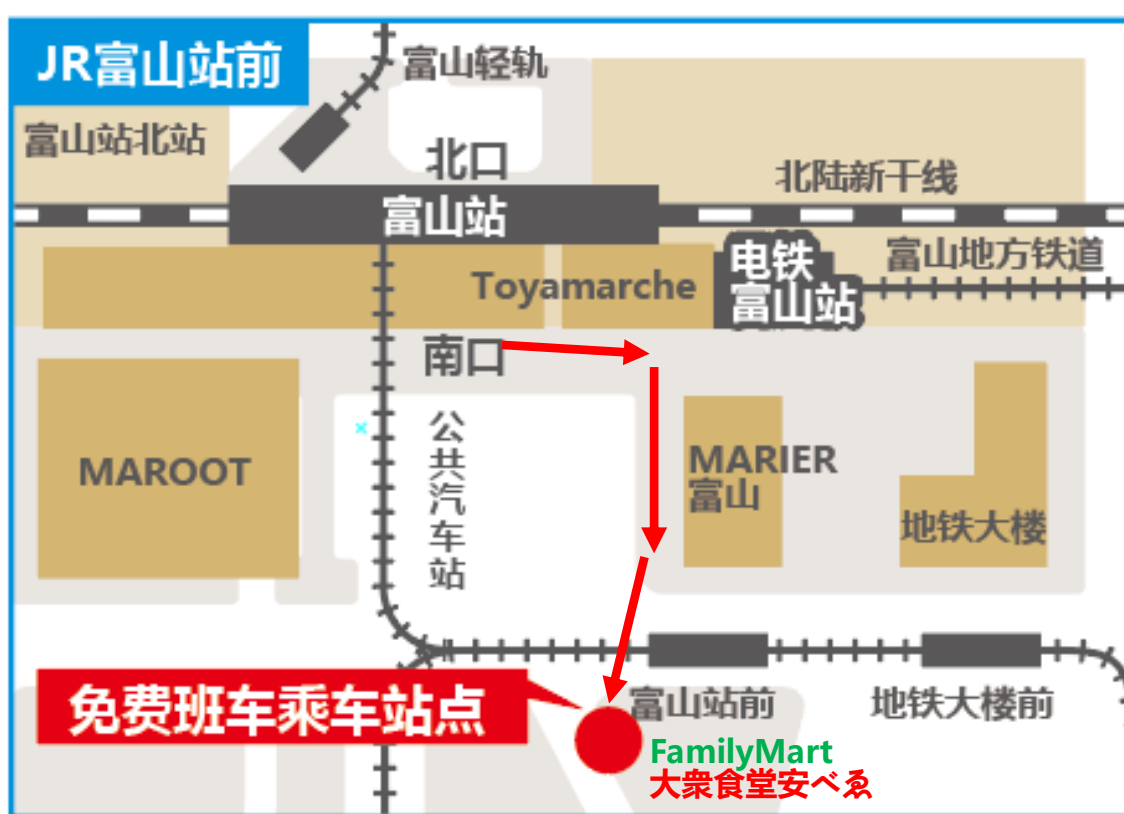 JR富山站前
富山轻轨
富山站北站
北口
北陆新干线
富山站
富山地方铁道
电铁
富山站
Toyamarche
南口
公共汽车站
MAROOT
MARIER
富山
地铁大楼
免费班车乘车站点
富山站前
地铁大楼前
FamilyMart
大衆食堂安べゑ